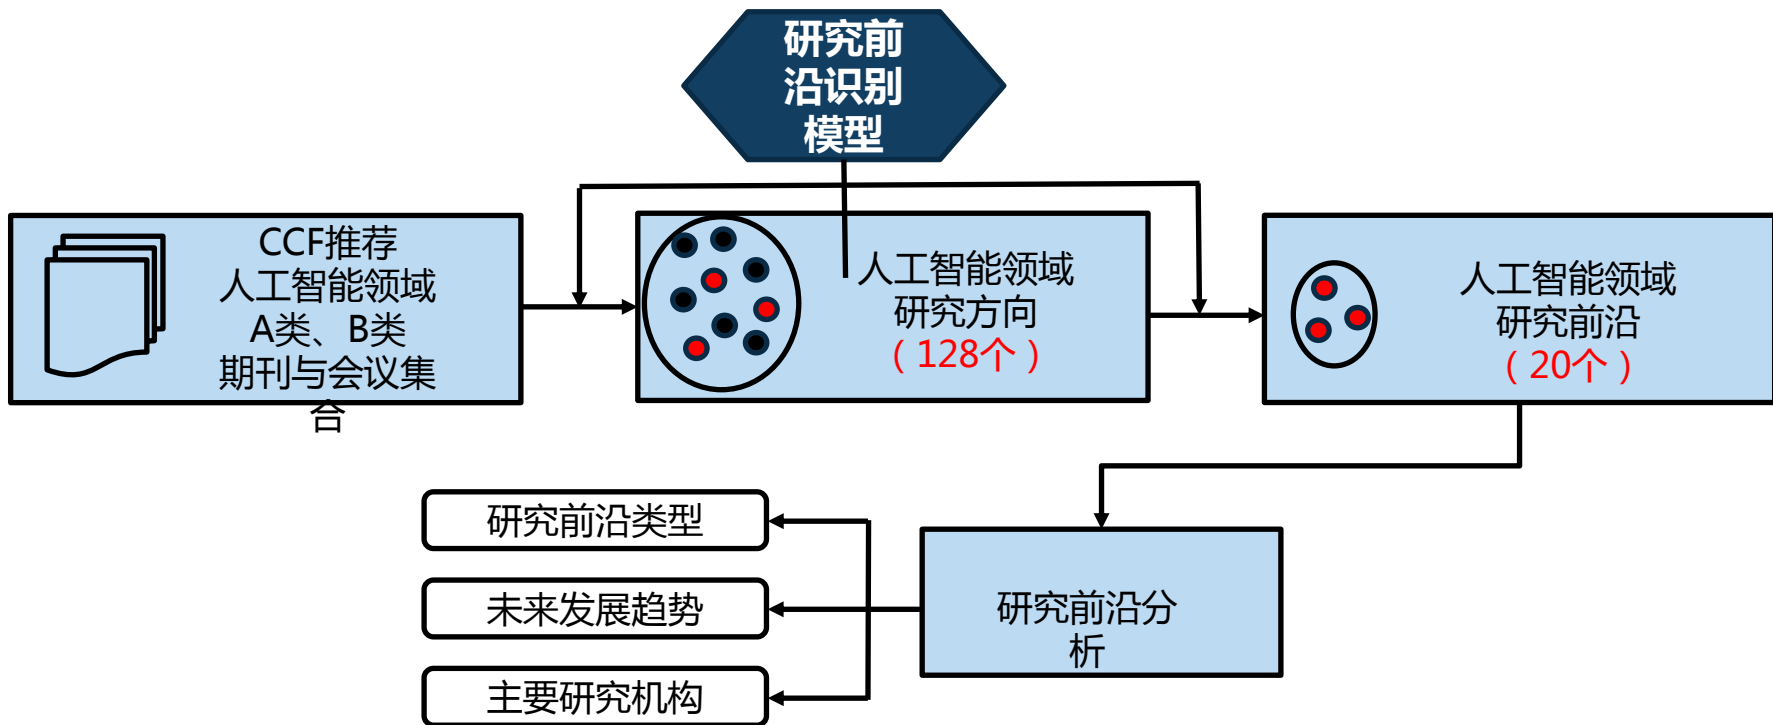 研究前
沿识别
模型
CCF推荐
人工智能领域
A类、B类
期刊与会议集
合
人工智能领域
研究方向
（128个）
人工智能领域
研究前沿
（20个）
研究前沿类型
未来发展趋势
主要研究机构
研究前沿分
析